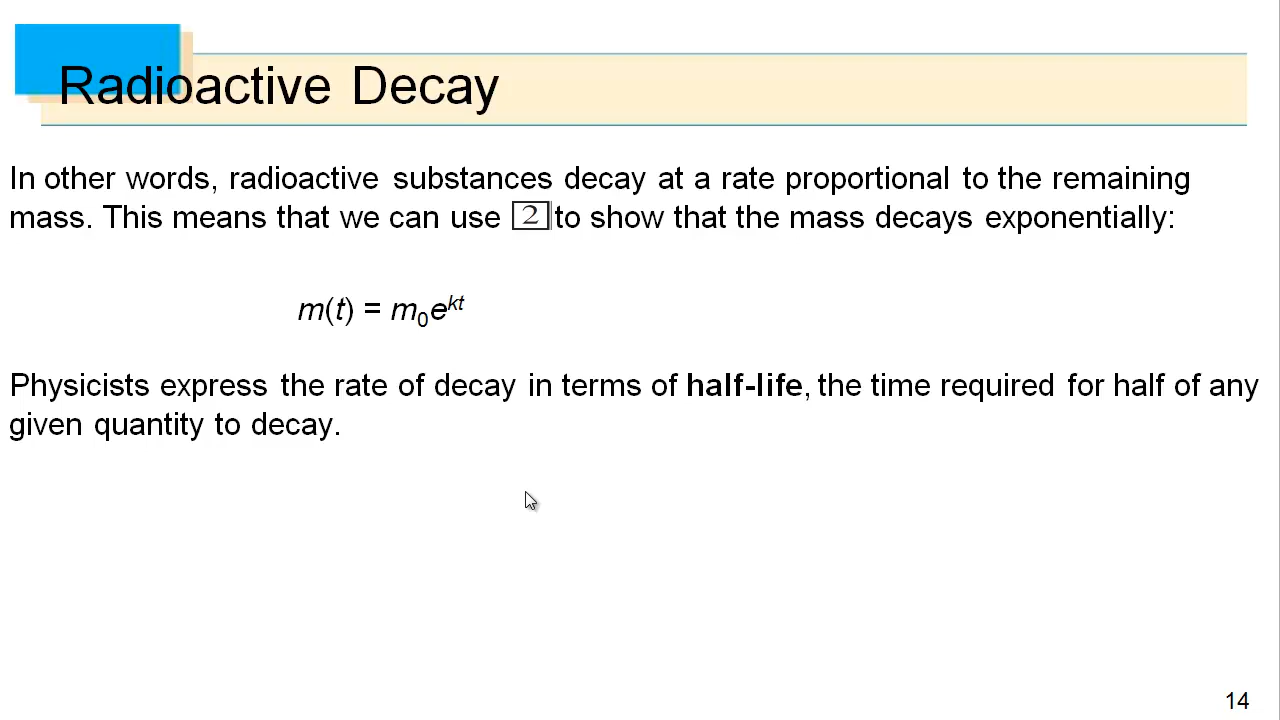 Radioactive Decay
In other words, radioactive substances decay at a rate proportional to the remaining
mass. This means that we can use 2 to show that the mass decays exponentially:
m(t) = m₀eᵏᵗ
Physicists express the rate of decay in terms of half-life, the time required for half of any
given quantity to decay.
14